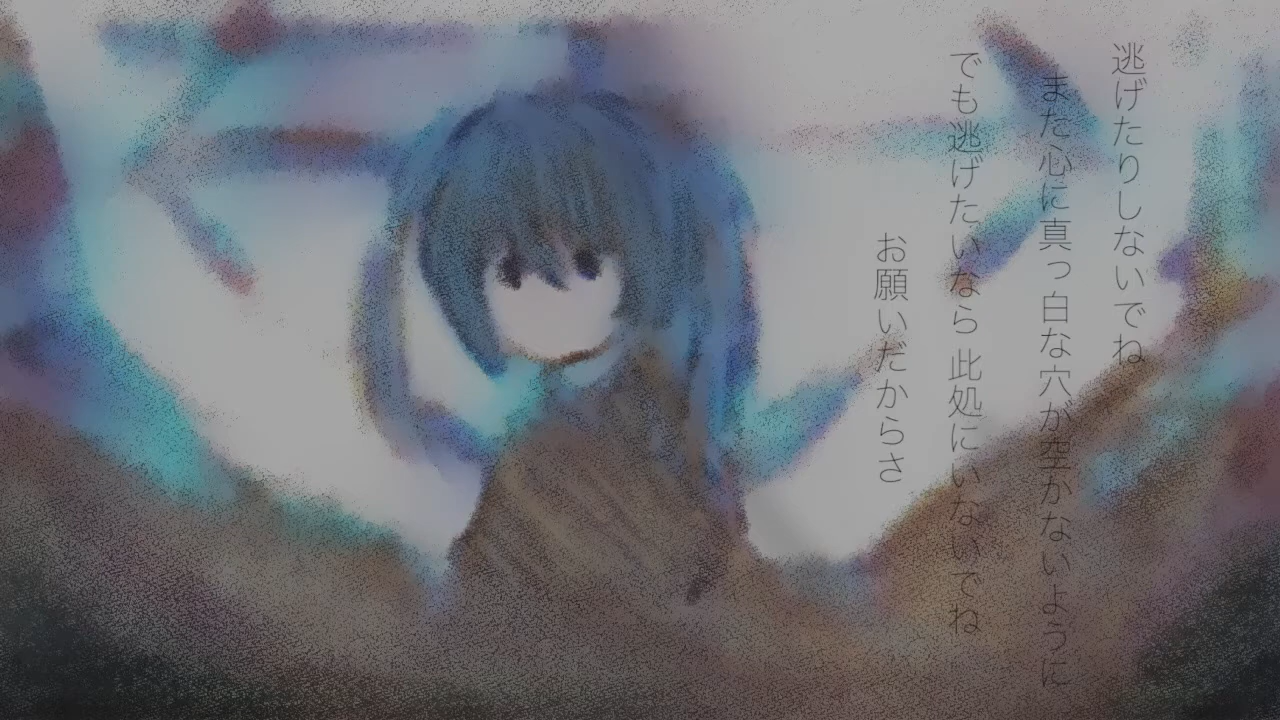 逃げたりしないでね
また心に真っ白な穴が空かないように
でも逃げたいなら 此処にいないでね
お願いだからさ